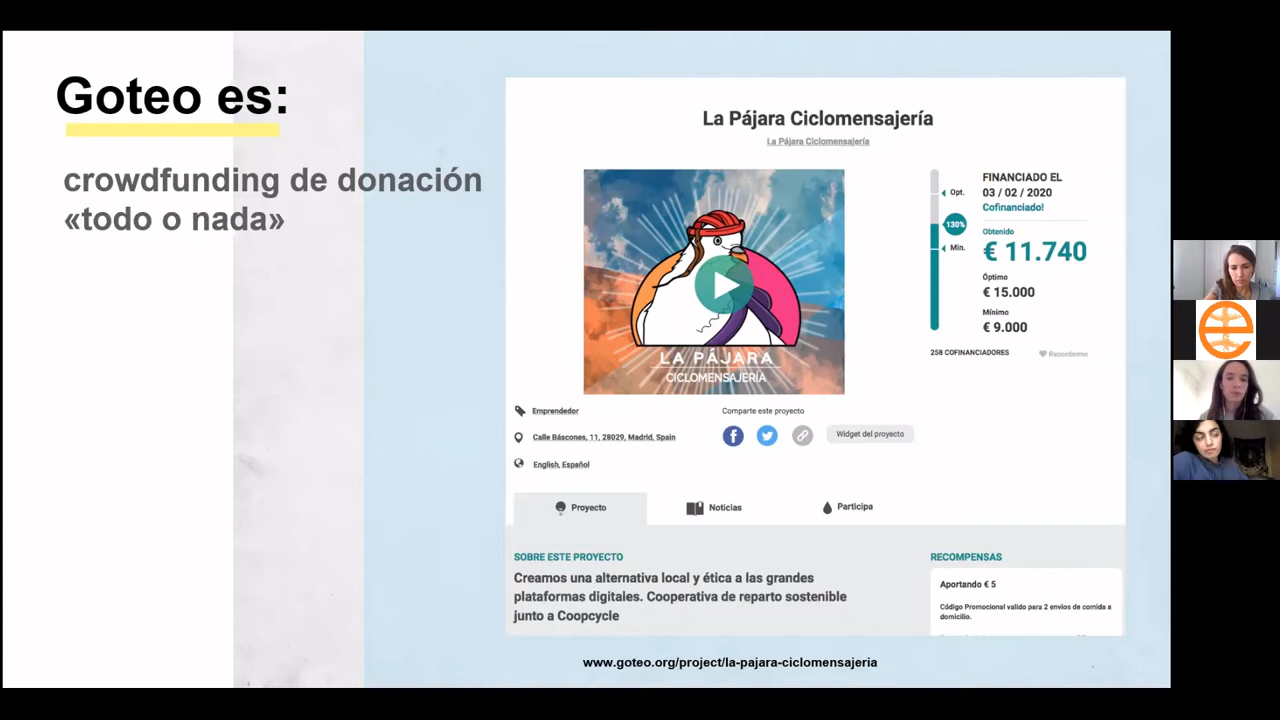 Goteo es:
crowdfunding de donación
«todo o nada»
La Pájara Ciclomensajería
La Pájara Ciclomensajería
LA PÁJARA
CICLOMENSAJERÍA
FINANCIADO EL
03 / 02 / 2020
Cofinanciado!
Opt.
130%
Min.
Obtenido
€ 11.740
Óptimo
€ 15.000
Mínimo
€ 9.000
258 COFINANCIADORES
Recordarme
Emprendedor
Calle Báscones, 11, 28029, Madrid, Spain
English, Español
Comparte este proyecto
Widget del proyecto
Proyecto
Noticias
Participa
SOBRE ESTE PROYECTO
Creamos una alternativa local y ética a las grandes
plataformas digitales. Cooperativa de reparto sostenible
junto a Coopcycle
RECOMPENSAS
Aportando € 5
Código Promocional valido para 2 envios de comida a
domicilio.
www.goteo.org/project/la-pajara-ciclomensajeria